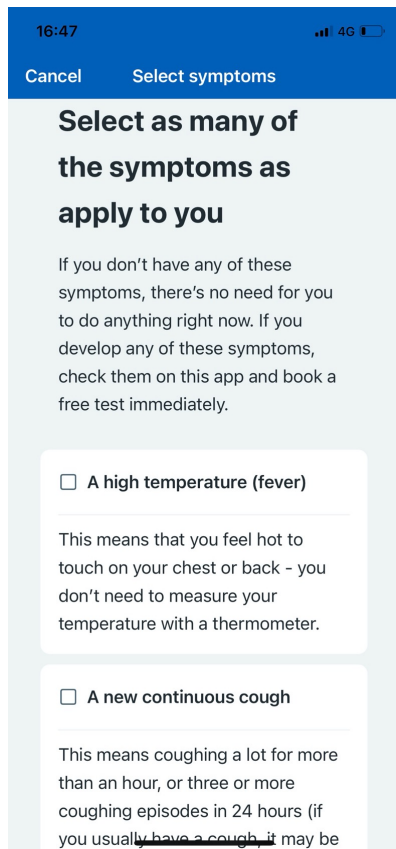 16:47
4G
Cancel
Select symptoms
Select as many of
the symptoms as
apply to you
If you don’t have any of these
symptoms, there’s no need for you
to do anything right now. If you
develop any of these symptoms,
check them on this app and book a
free test immediately.
A high temperature (fever)
This means that you feel hot to
touch on your chest or back - you
don’t need to measure your
temperature with a thermometer.
A new continuous cough
This means coughing a lot for more
than an hour, or three or more
coughing episodes in 24 hours (if
you usually have a cough, it may be